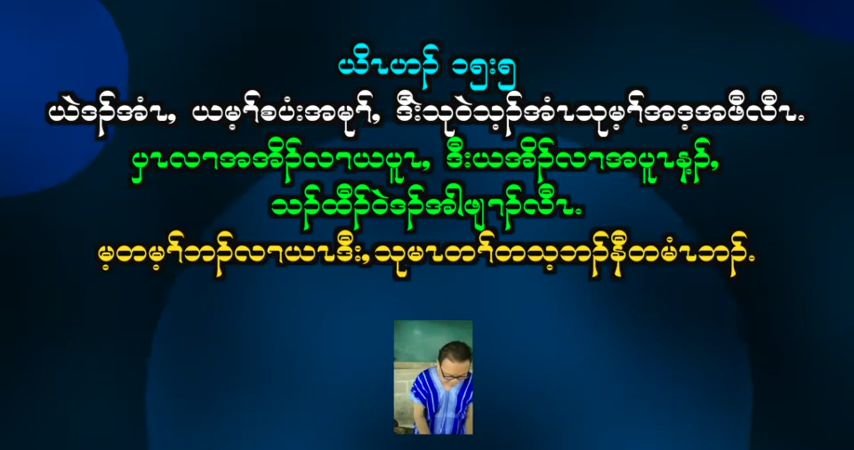 ယိၤဟၣ် ၁၅း၅
ယဲဒၣ်အံၤ, ယမ့ၢ်စပံးအမုၢ်, ဒီးသုဝဲသ့ၣ်အံၤသုမ့ၢ်အဒ့အဖီလီၤ.
ပှၤလၢအအိၣ်လၢယပူၤ, ဒီးယအိၣ်လၢအပူၤန့ၣ်,
သၣ်ထီၣ်ဝဲဒၣ်အါဖျၢၣ်လီၤ.
မ့တမ့ၢ်ဘၣ်လၢယၤဒီး, သုမၤတၢ်တသ့ဘၣ်နီတမံၤဘၣ်.